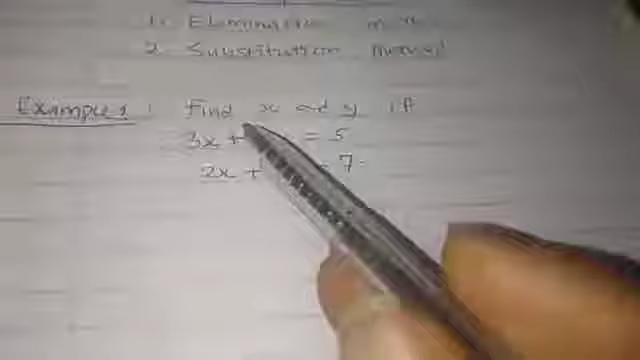 1. Elimination
2. Substitution method
Example 1: Find x and y if
3x + = 5
2x + = 7